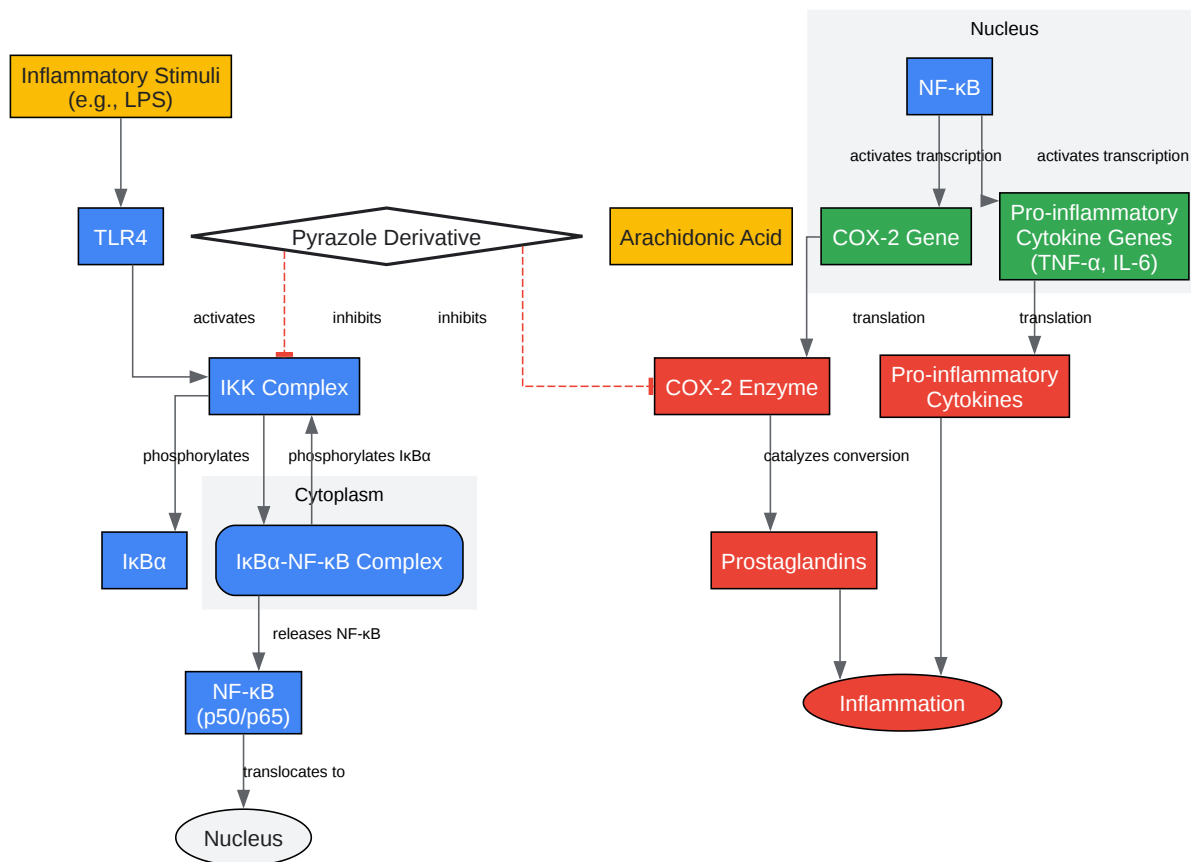 Nucleus
Inflammatory Stimuli
(e.g., LPS)
NF-κB
activates transcription
activates transcription
TLR4
Pyrazole Derivative
Arachidonic Acid
COX-2 Gene
Pro-inflammatory
Cytokine Genes
(TNF-α, IL-6)
activates
inhibits
inhibits
translation
translation
IKK Complex
COX-2 Enzyme
Pro-inflammatory
Cytokines
phosphorylates
phosphorylates IκBα
catalyzes conversion
Cytoplasm
IκBα
IκBα-NF-κB Complex
Prostaglandins
releases NF-κB
NF-κB
(p50/p65)
Inflammation
translocates to
Nucleus